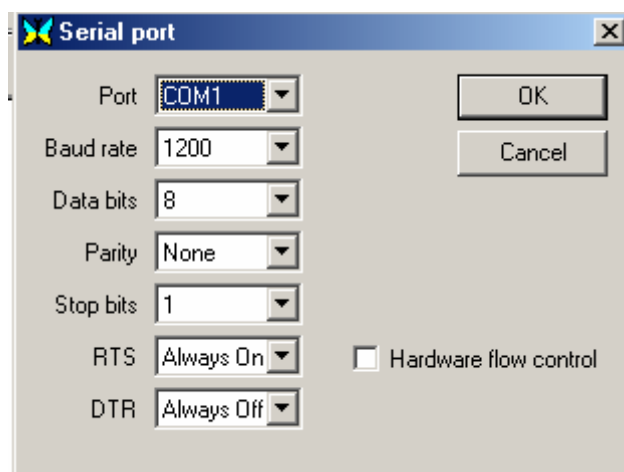 Serial port
Port COM1
OK
Baud rate 1200
Cancel
Data bits 8
Parity None
Stop bits 1
RTS Always On
Hardware flow control
DTR Always Off